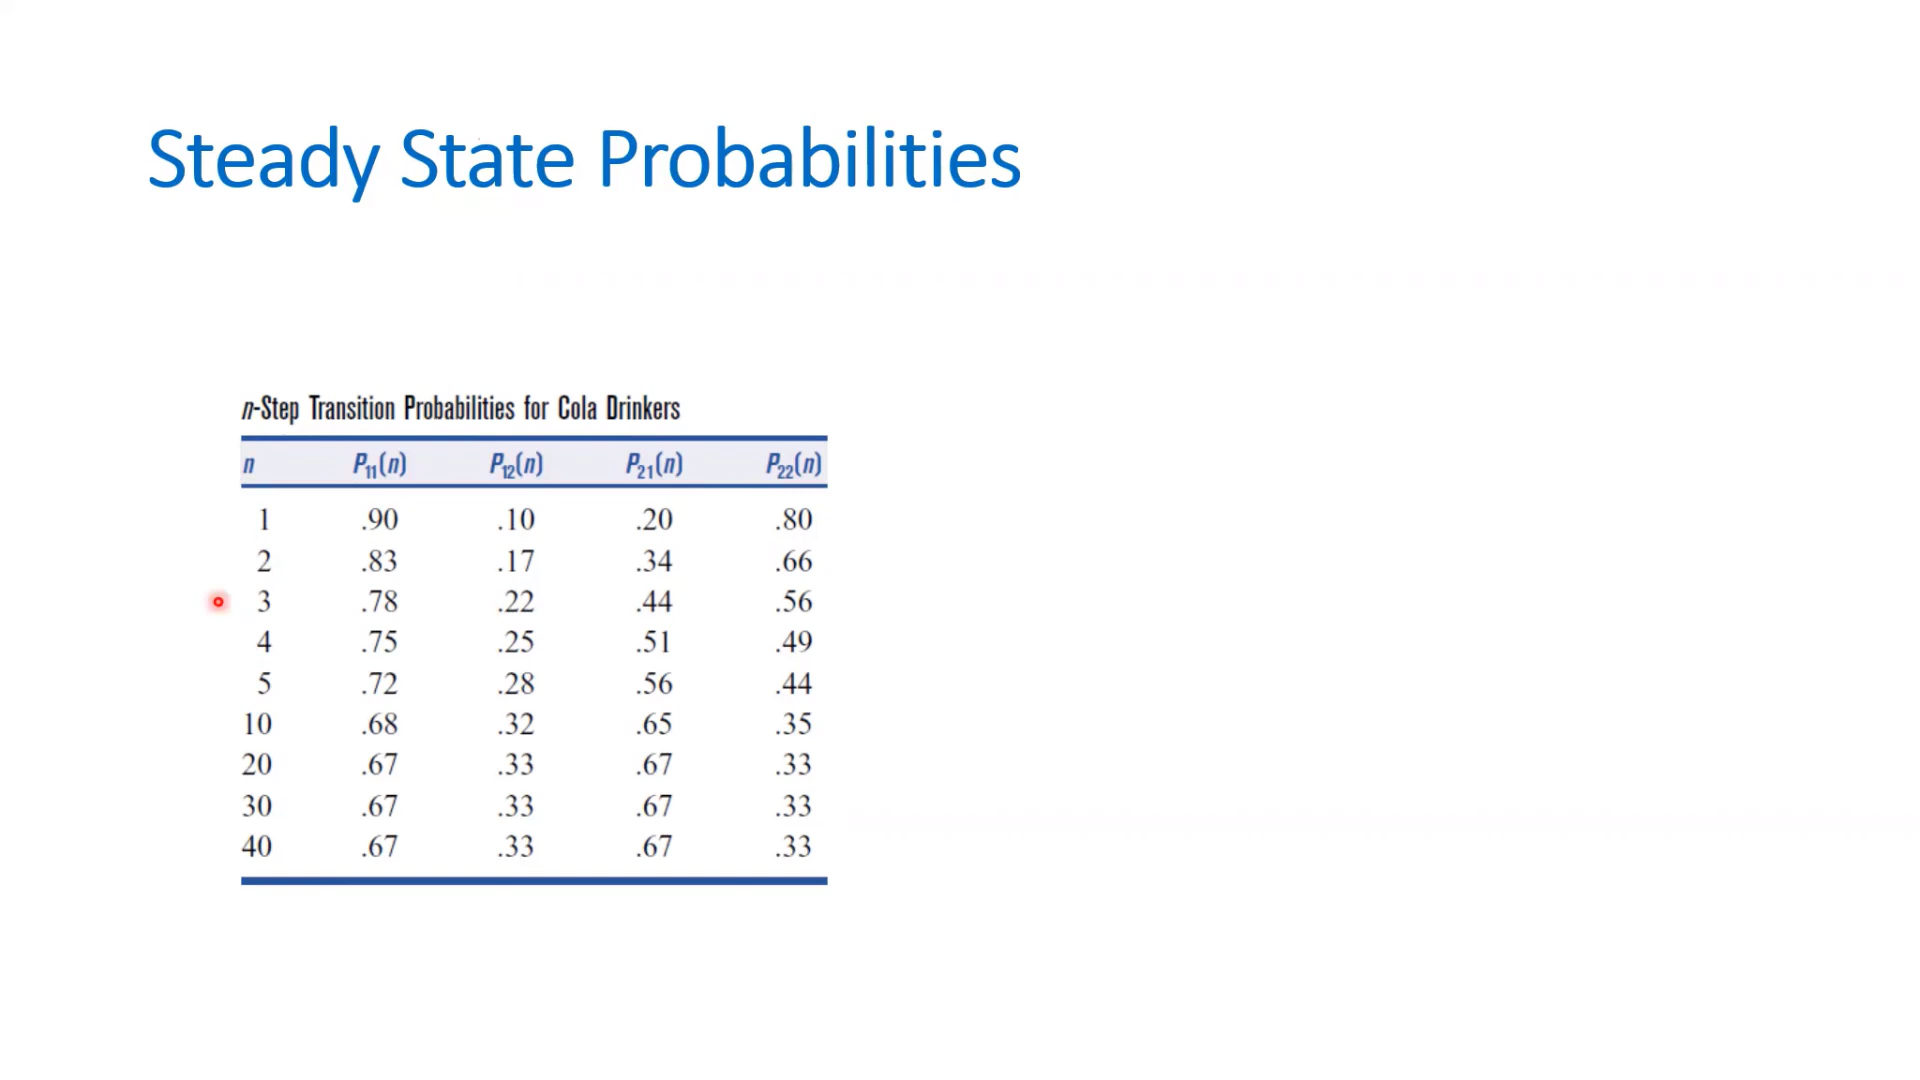 Steady State Probabilities
n-Step Transition Probabilities for Cola Drinkers
n P11(n) P12(n) P21(n) P22(n)
1 .90 .10 .20 .80
2 .83 .17 .34 .66
3 .78 .22 .44 .56
4 .75 .25 .51 .49
5 .72 .28 .56 .44
10 .68 .32 .65 .35
20 .67 .33 .67 .33
30 .67 .33 .67 .33
40 .67 .33 .67 .33